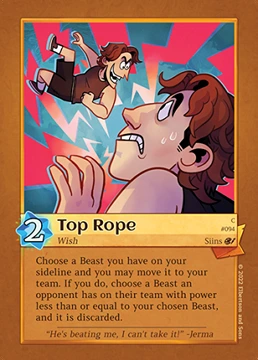 2
Top Rope
C
#094
Wish
Siins
Choose a Beast you have on your
sideline and you may move it to your
team. If you do, choose a Beast an
opponent has on their team with power
less than or equal to your chosen Beast,
and it is discarded.
"He's beating me, I can't take it!" -Jerma
© 2022 Elbertson and Sons